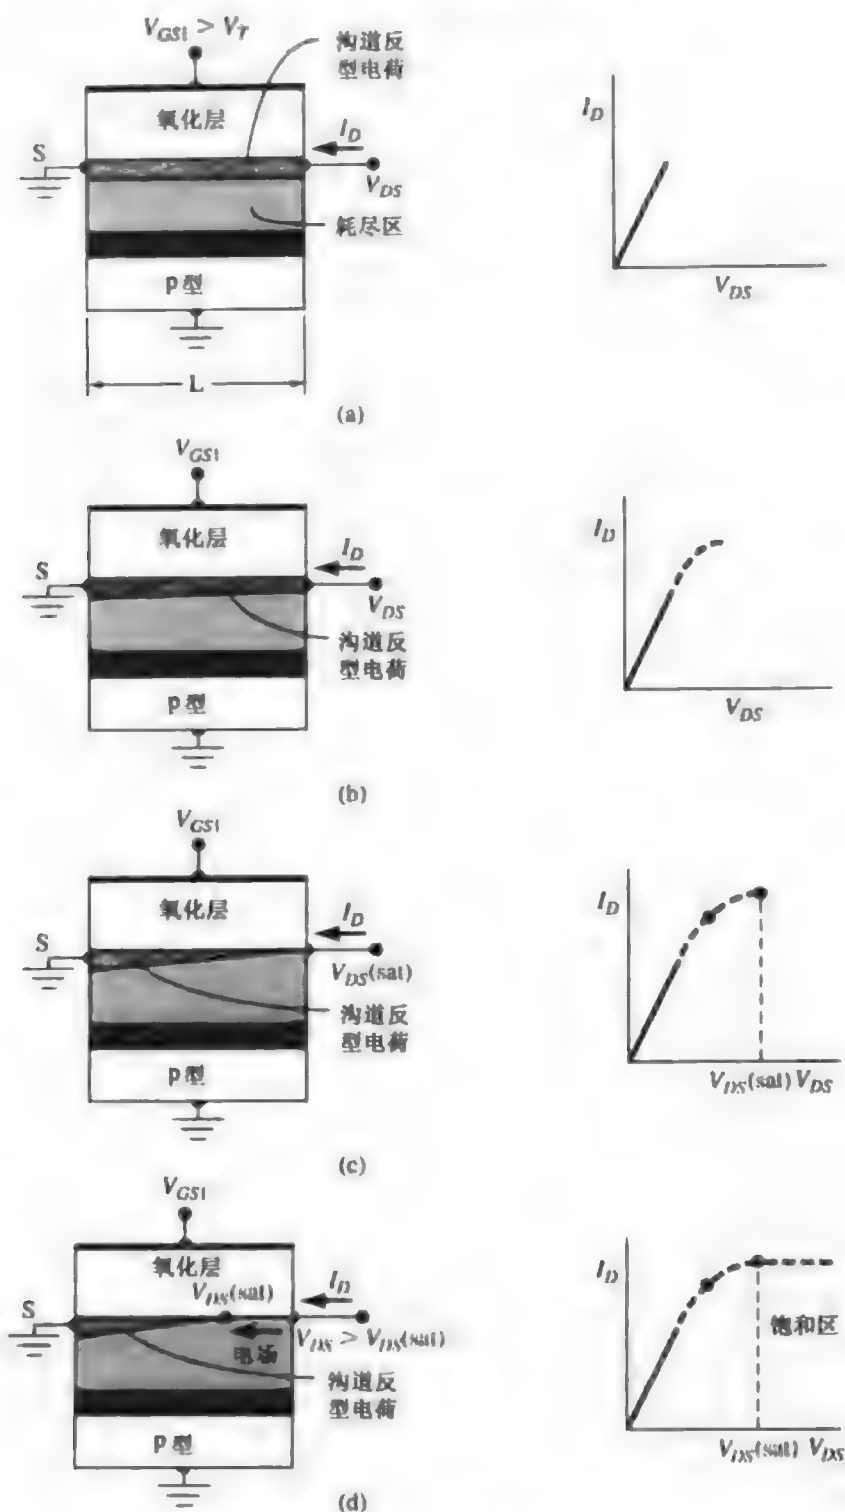 V_GS1 > V_T
沟道反
型电荷
氧化层
I_D
S
V_DS
耗尽区
p型
L
I_D
V_DS
(a)
V_GS1
氧化层
I_D
S
V_DS
沟道反
型电荷
p型
I_D
V_DS
(b)
V_GS1
氧化层
I_D
S
V_DS(sat)
沟道反
型电荷
p型
I_D
V_DS(sat) V_DS
(c)
V_GS1
氧化层
V_DS(sat)
I_D
S
V_DS > V_DS(sat)
电场
沟道反
型电荷
p型
I_D
饱和区
V_DS(sat) V_DS
(d)